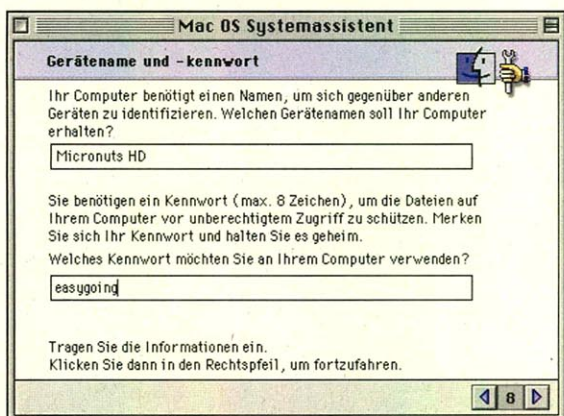 Mac OS Systemassistent
Gerätename und -kennwort
Ihr Computer benötigt einen Namen, um sich gegenüber anderen
Geräten zu identifizieren. Welchen Gerätenamen soll Ihr Computer
erhalten?
Micronuts HD
Sie benötigen ein Kennwort (max. 8 Zeichen), um die Dateien auf
Ihrem Computer vor unberechtigtem Zugriff zu schützen. Merken
Sie sich Ihr Kennwort und halten Sie es geheim.
Welches Kennwort möchten Sie an Ihrem Computer verwenden?
easygoing
Tragen Sie die Informationen ein.
Klicken Sie dann in den Rechtspfeil, um fortzufahren.
8